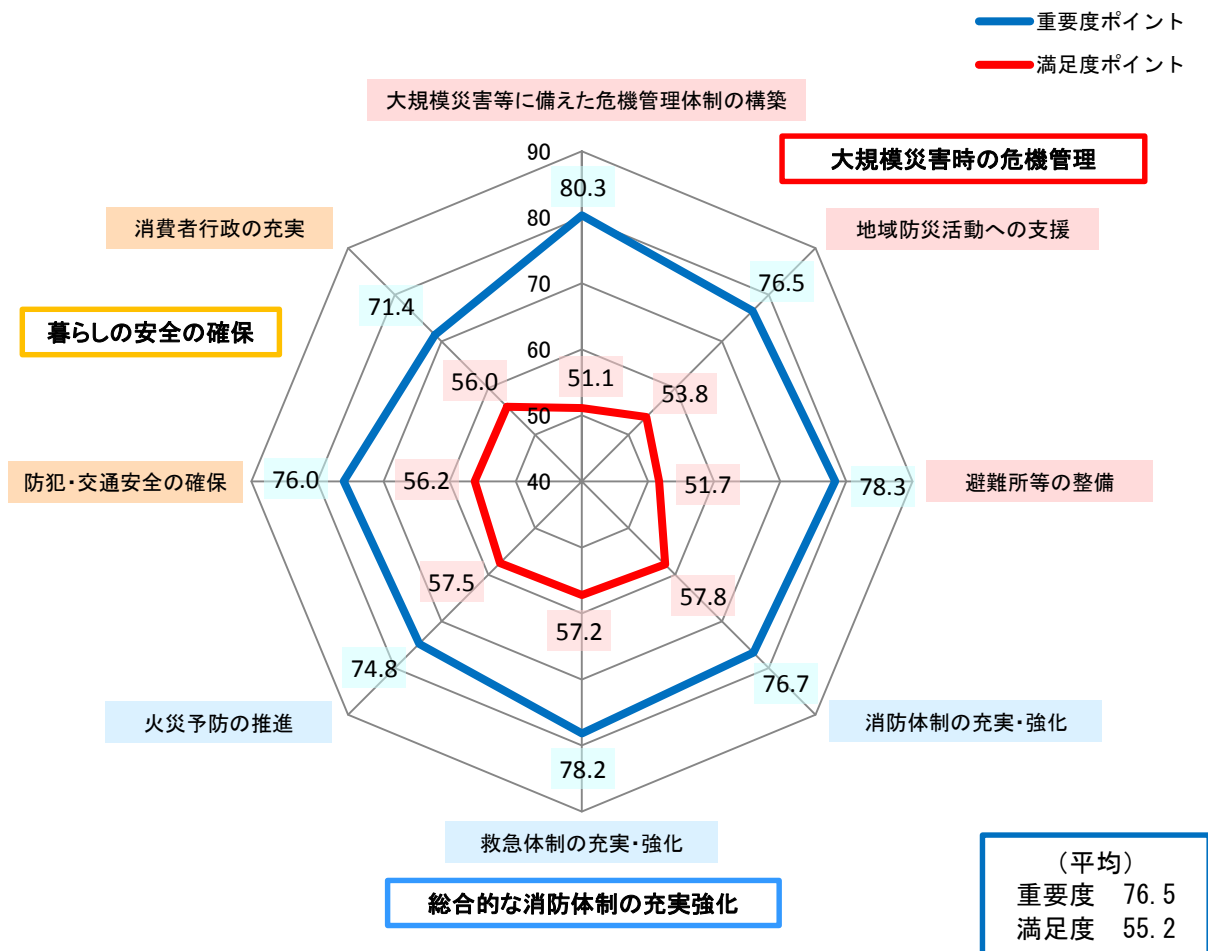 重要度ポイント
満足度ポイント
大規模災害等に備えた危機管理体制の構築
大規模災害時の危機管理
90
80.3
消費者行政の充実
地域防災活動への支援
80
71.4
76.5
70
暮らしの安全の確保
60
56.0
51.1
53.8
50
防犯・交通安全の確保
76.0
56.2
40
51.7
78.3
避難所等の整備
57.5
57.8
57.2
74.8
76.7
火災予防の推進
消防体制の充実・強化
78.2
救急体制の充実・強化
総合的な消防体制の充実強化
（平均）
重要度 76.5
満足度 55.2